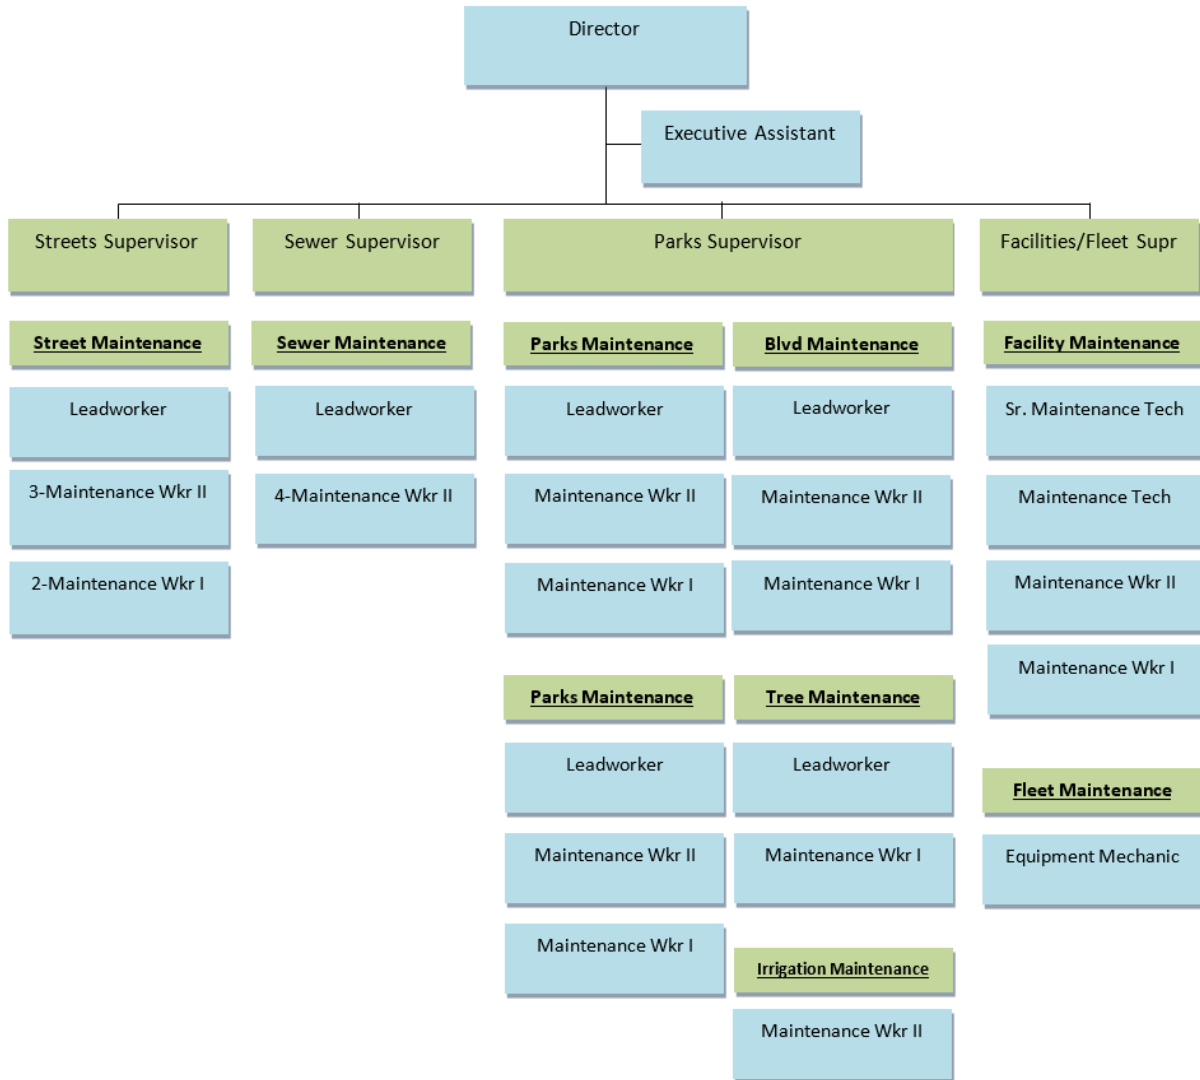 Director
Executive Assistant
Streets Supervisor
Sewer Supervisor
Parks Supervisor
Facilities/Fleet Supr
Street Maintenance
Leadworker
3-Maintenance Wkr II
2-Maintenance Wkr I
Sewer Maintenance
Leadworker
4-Maintenance Wkr II
Parks Maintenance
Leadworker
Maintenance Wkr II
Maintenance Wkr I
Parks Maintenance
Leadworker
Maintenance Wkr II
Maintenance Wkr I
Blvd Maintenance
Leadworker
Maintenance Wkr II
Maintenance Wkr I
Tree Maintenance
Leadworker
Maintenance Wkr I
Irrigation Maintenance
Maintenance Wkr II
Facility Maintenance
Sr. Maintenance Tech
Maintenance Tech
Maintenance Wkr II
Maintenance Wkr I
Fleet Maintenance
Equipment Mechanic